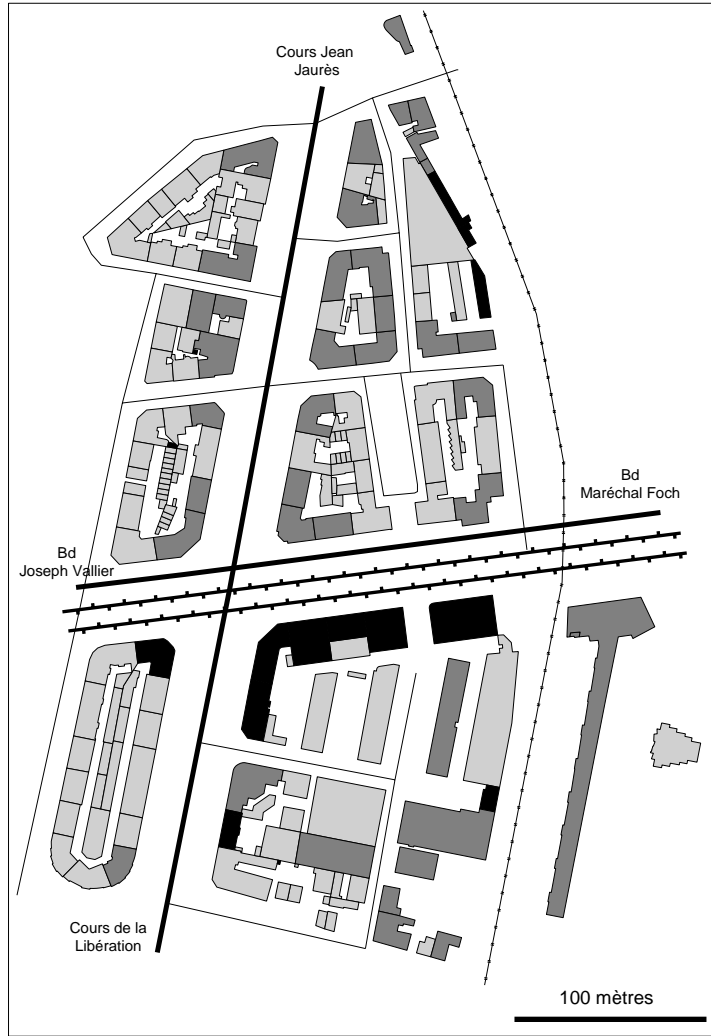 Cours Jean
Jaurès
Bd
Maréchal Foch
Bd
Joseph Vallier
Cours de la
Libération
100 mètres